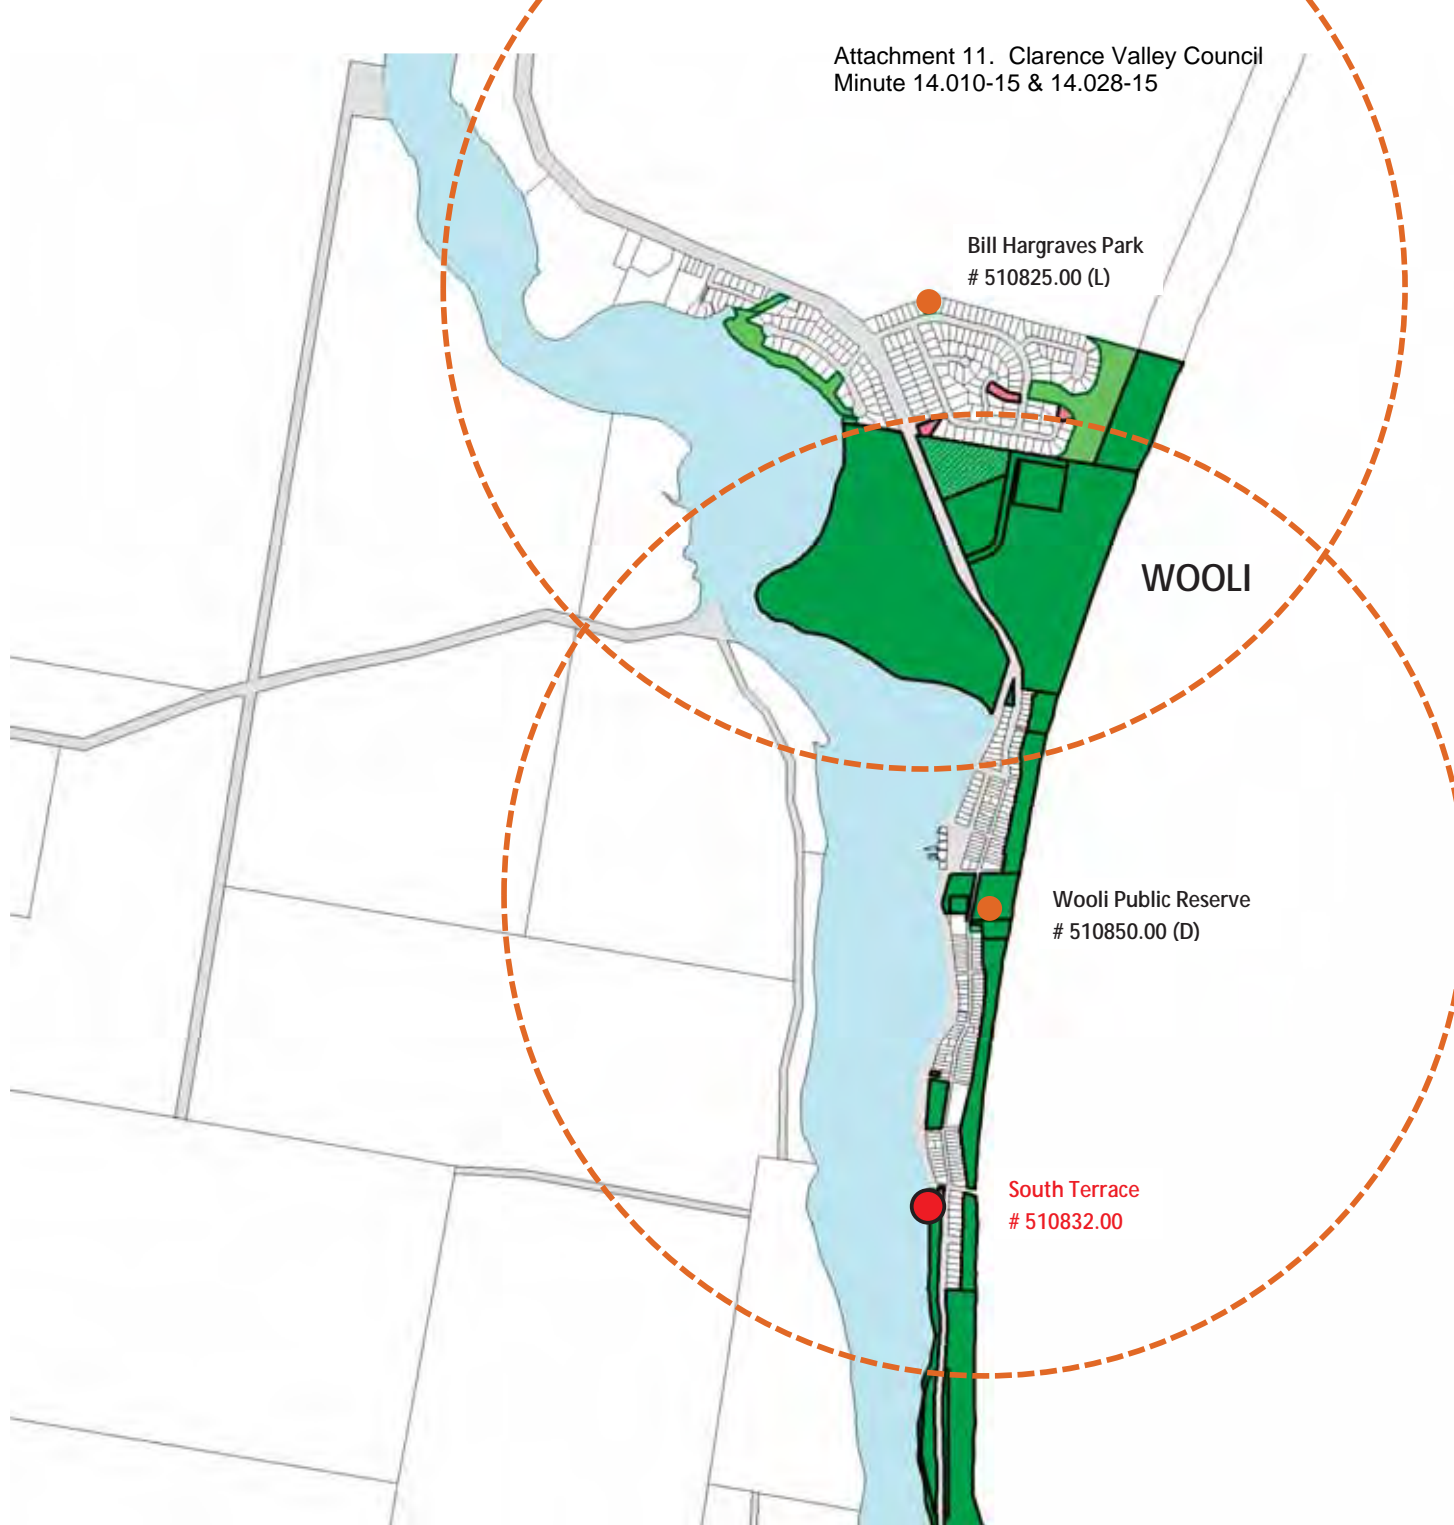 Attachment 11. Clarence Valley Council
Minute 14.010-15 & 14.028-15
Bill Hargraves Park
# 510825.00 (L)
WOOLI
Wooli Public Reserve
# 510850.00 (D)
South Terrace
# 510832.00